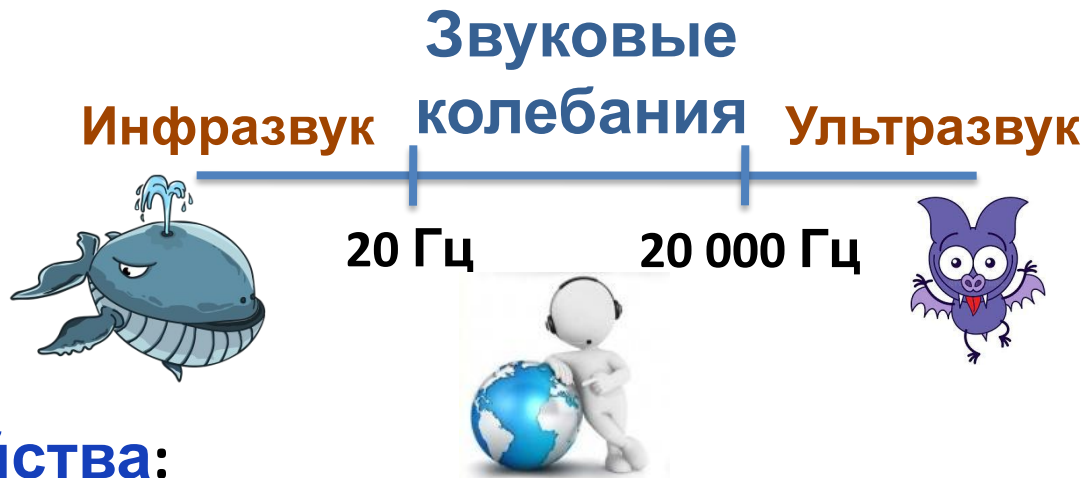 Звуковые
колебания
Инфразвук
Ультразвук
20 Гц
20 000 Гц